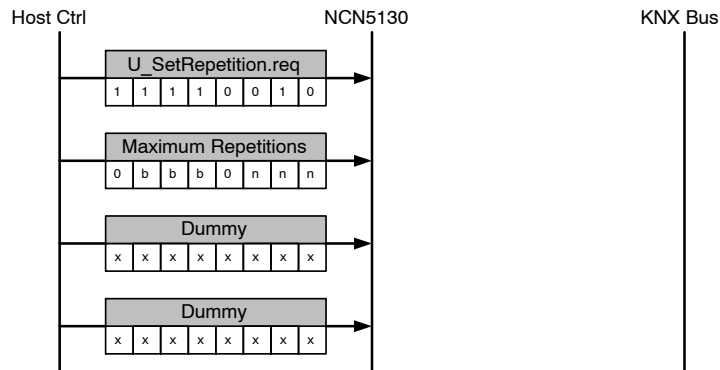 Host Ctrl NCN5130 KNX Bus
U_SetRepetition.req
1 1 1 1 0 0 1 0
Maximum Repetitions
0 b b b 0 n n n
Dummy
x x x x x x x x
Dummy
x x x x x x x x